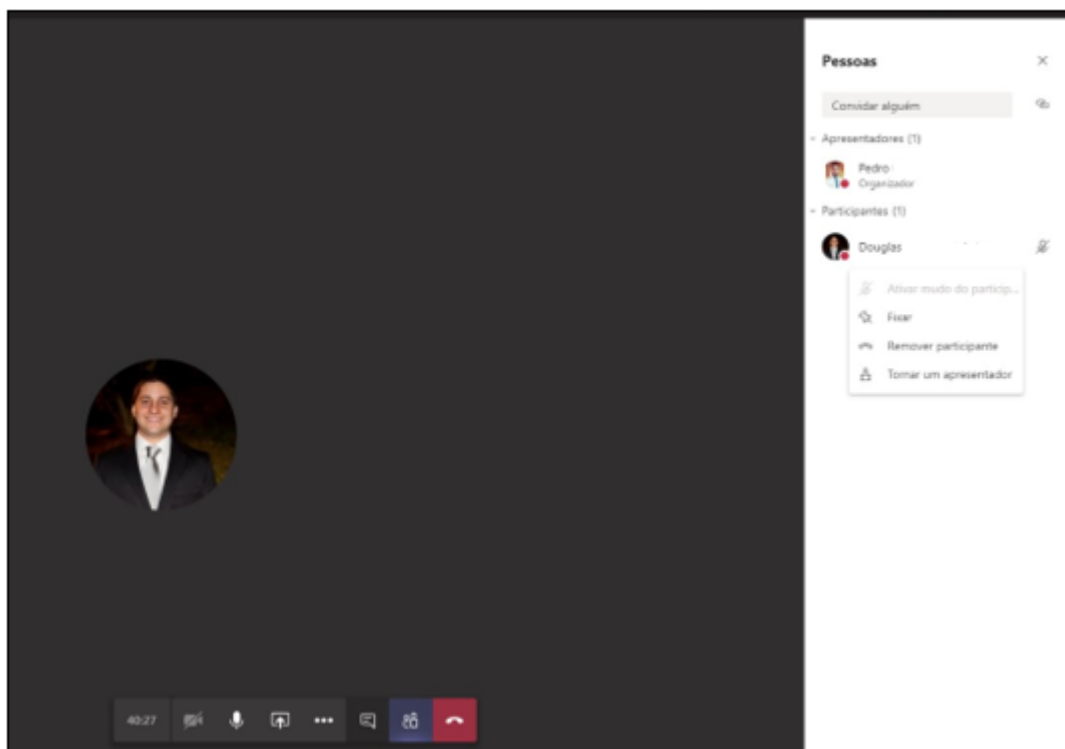 Pessoas
Convidar alguém
Apresentadores (1)
Pedro
Organizador
Participantes (1)
Douglas
Ativar mudo do particip...
Fixar
Remover participante
Tornar um apresentador
40:27